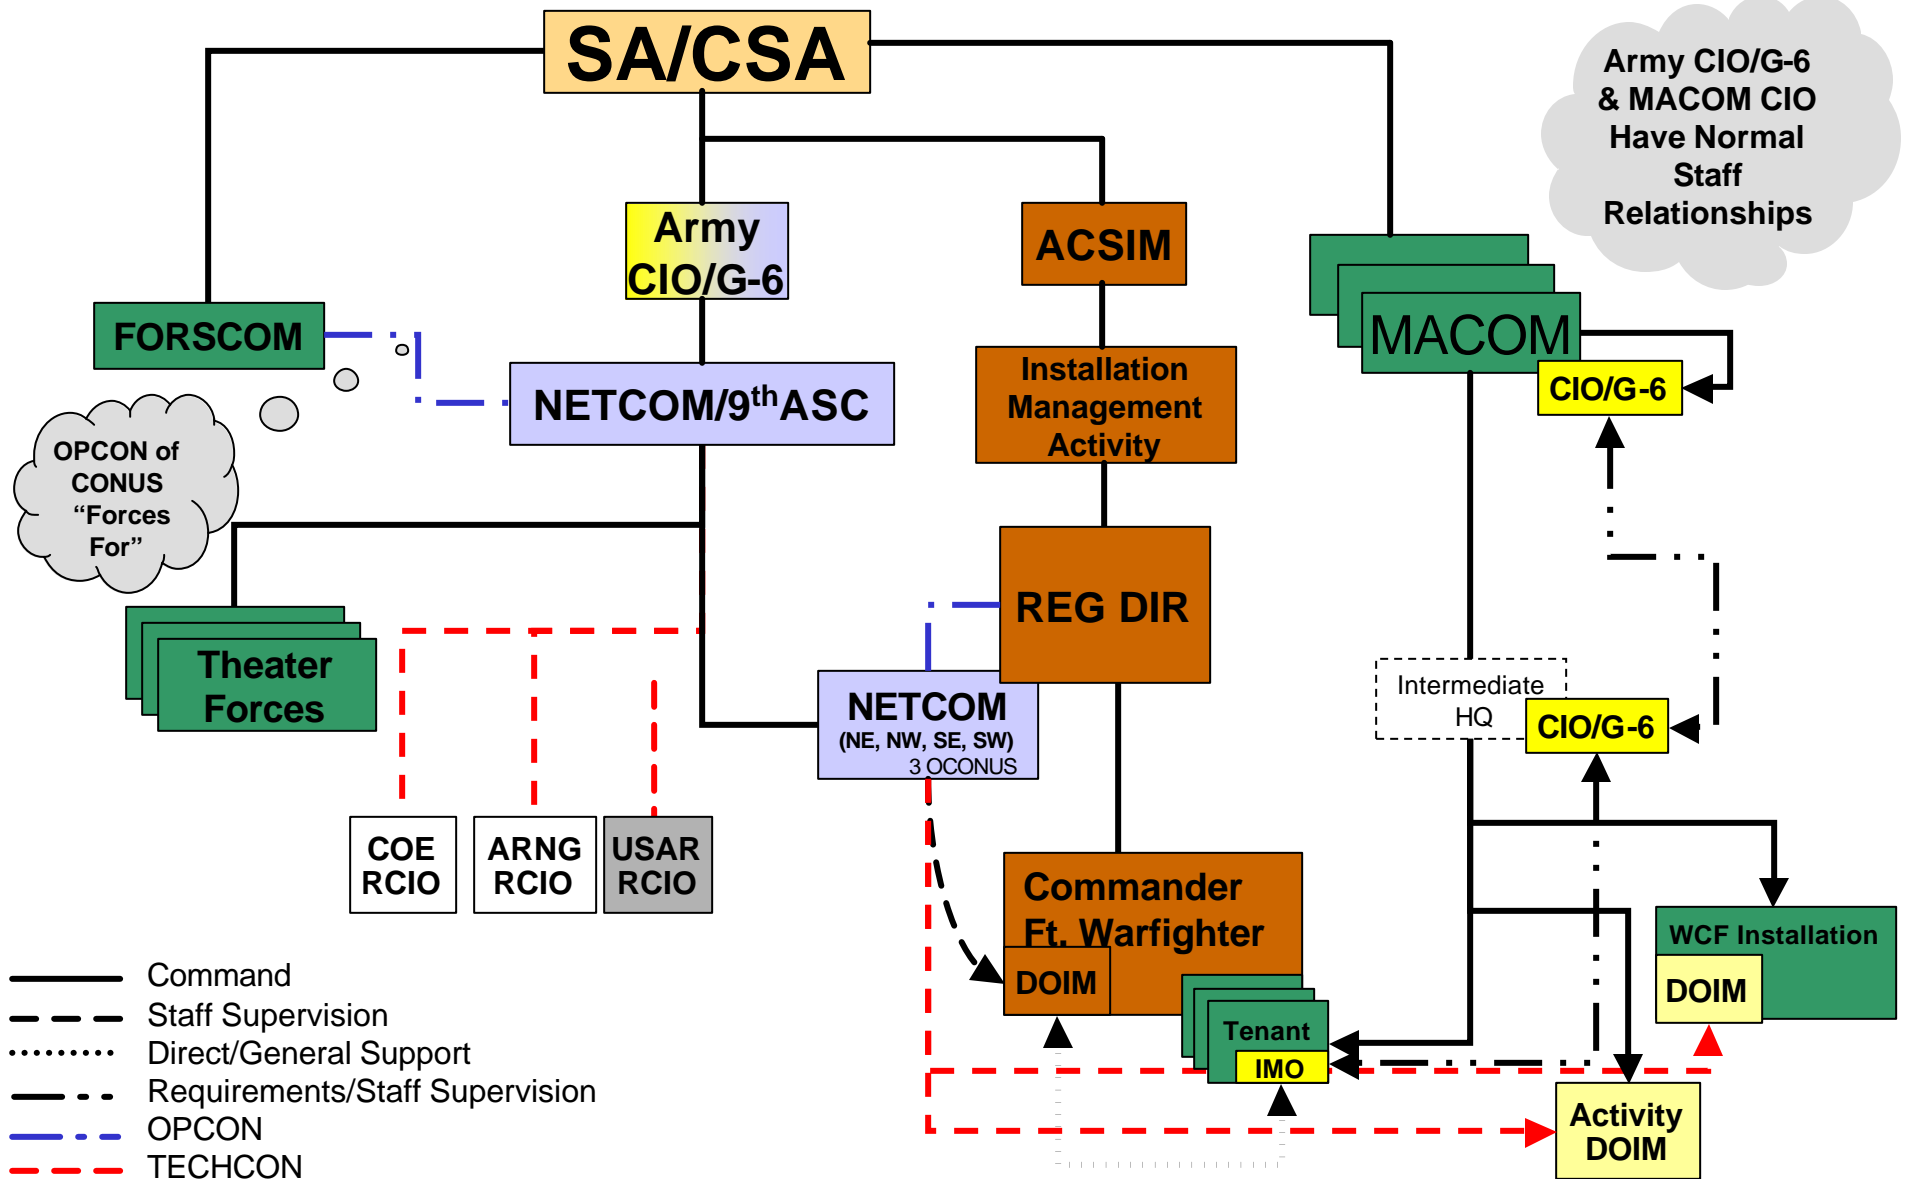 SA/CSA
Army CIO/G-6
& MACOM CIO
Have Normal
Staff
Relationships
Army
CIO/G-6
ACSIM
FORSCOM
MACOM
CIO/G-6
NETCOM/9th ASC
Installation
Management
Activity
OPCON of
CONUS
“Forces
For”
REG DIR
Theater
Forces
Intermediate
HQ
CIO/G-6
NETCOM
(NE, NW, SE, SW)
3 OCONUS
COE
RCIO
ARNG
RCIO
USAR
RCIO
Commander
Ft. Warfighter
DOIM
Tenant
IMO
WCF Installation
DOIM
Activity
DOIM
Command
Staff Supervision
Direct/General Support
Requirements/Staff Supervision
OPCON
TECHCON